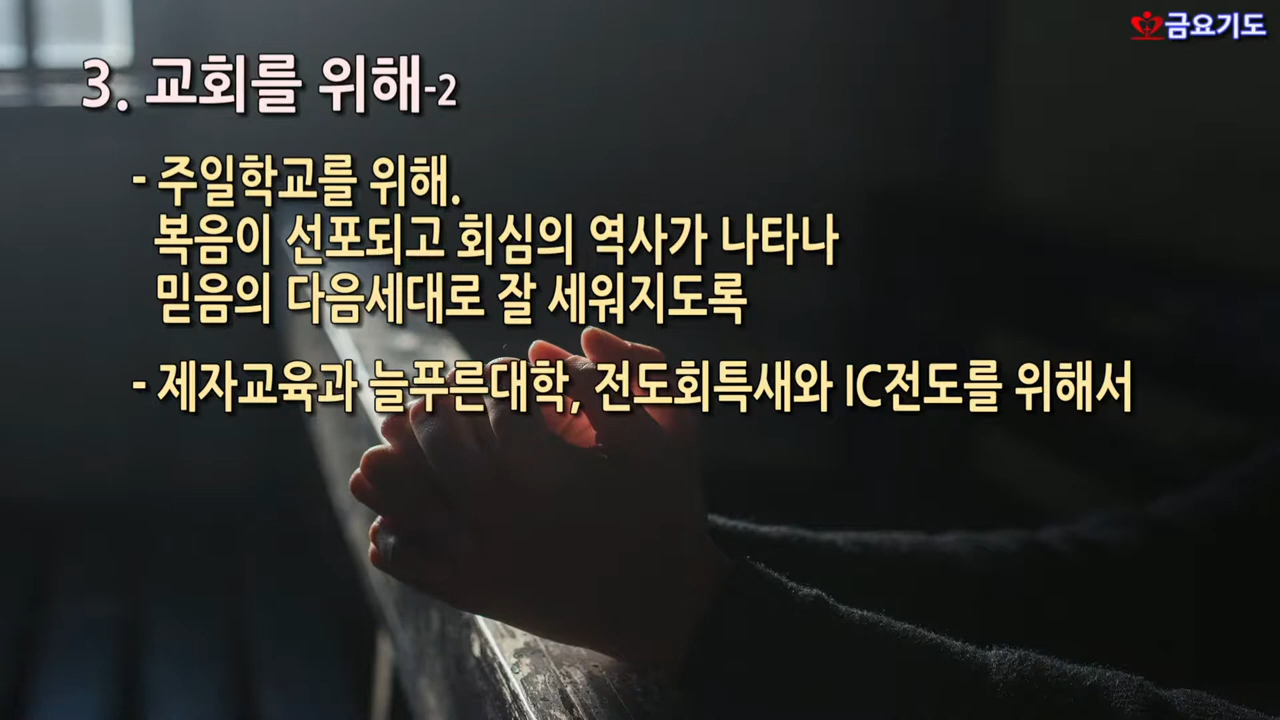 금요기도
3. 교회를 위해-2
- 주일학교를 위해.
복음이 선포되고 회심의 역사가 나타나
믿음의 다음세대로 잘 세워지도록
- 제자교육과 늘푸른대학, 전도회특새와 IC전도를 위해서